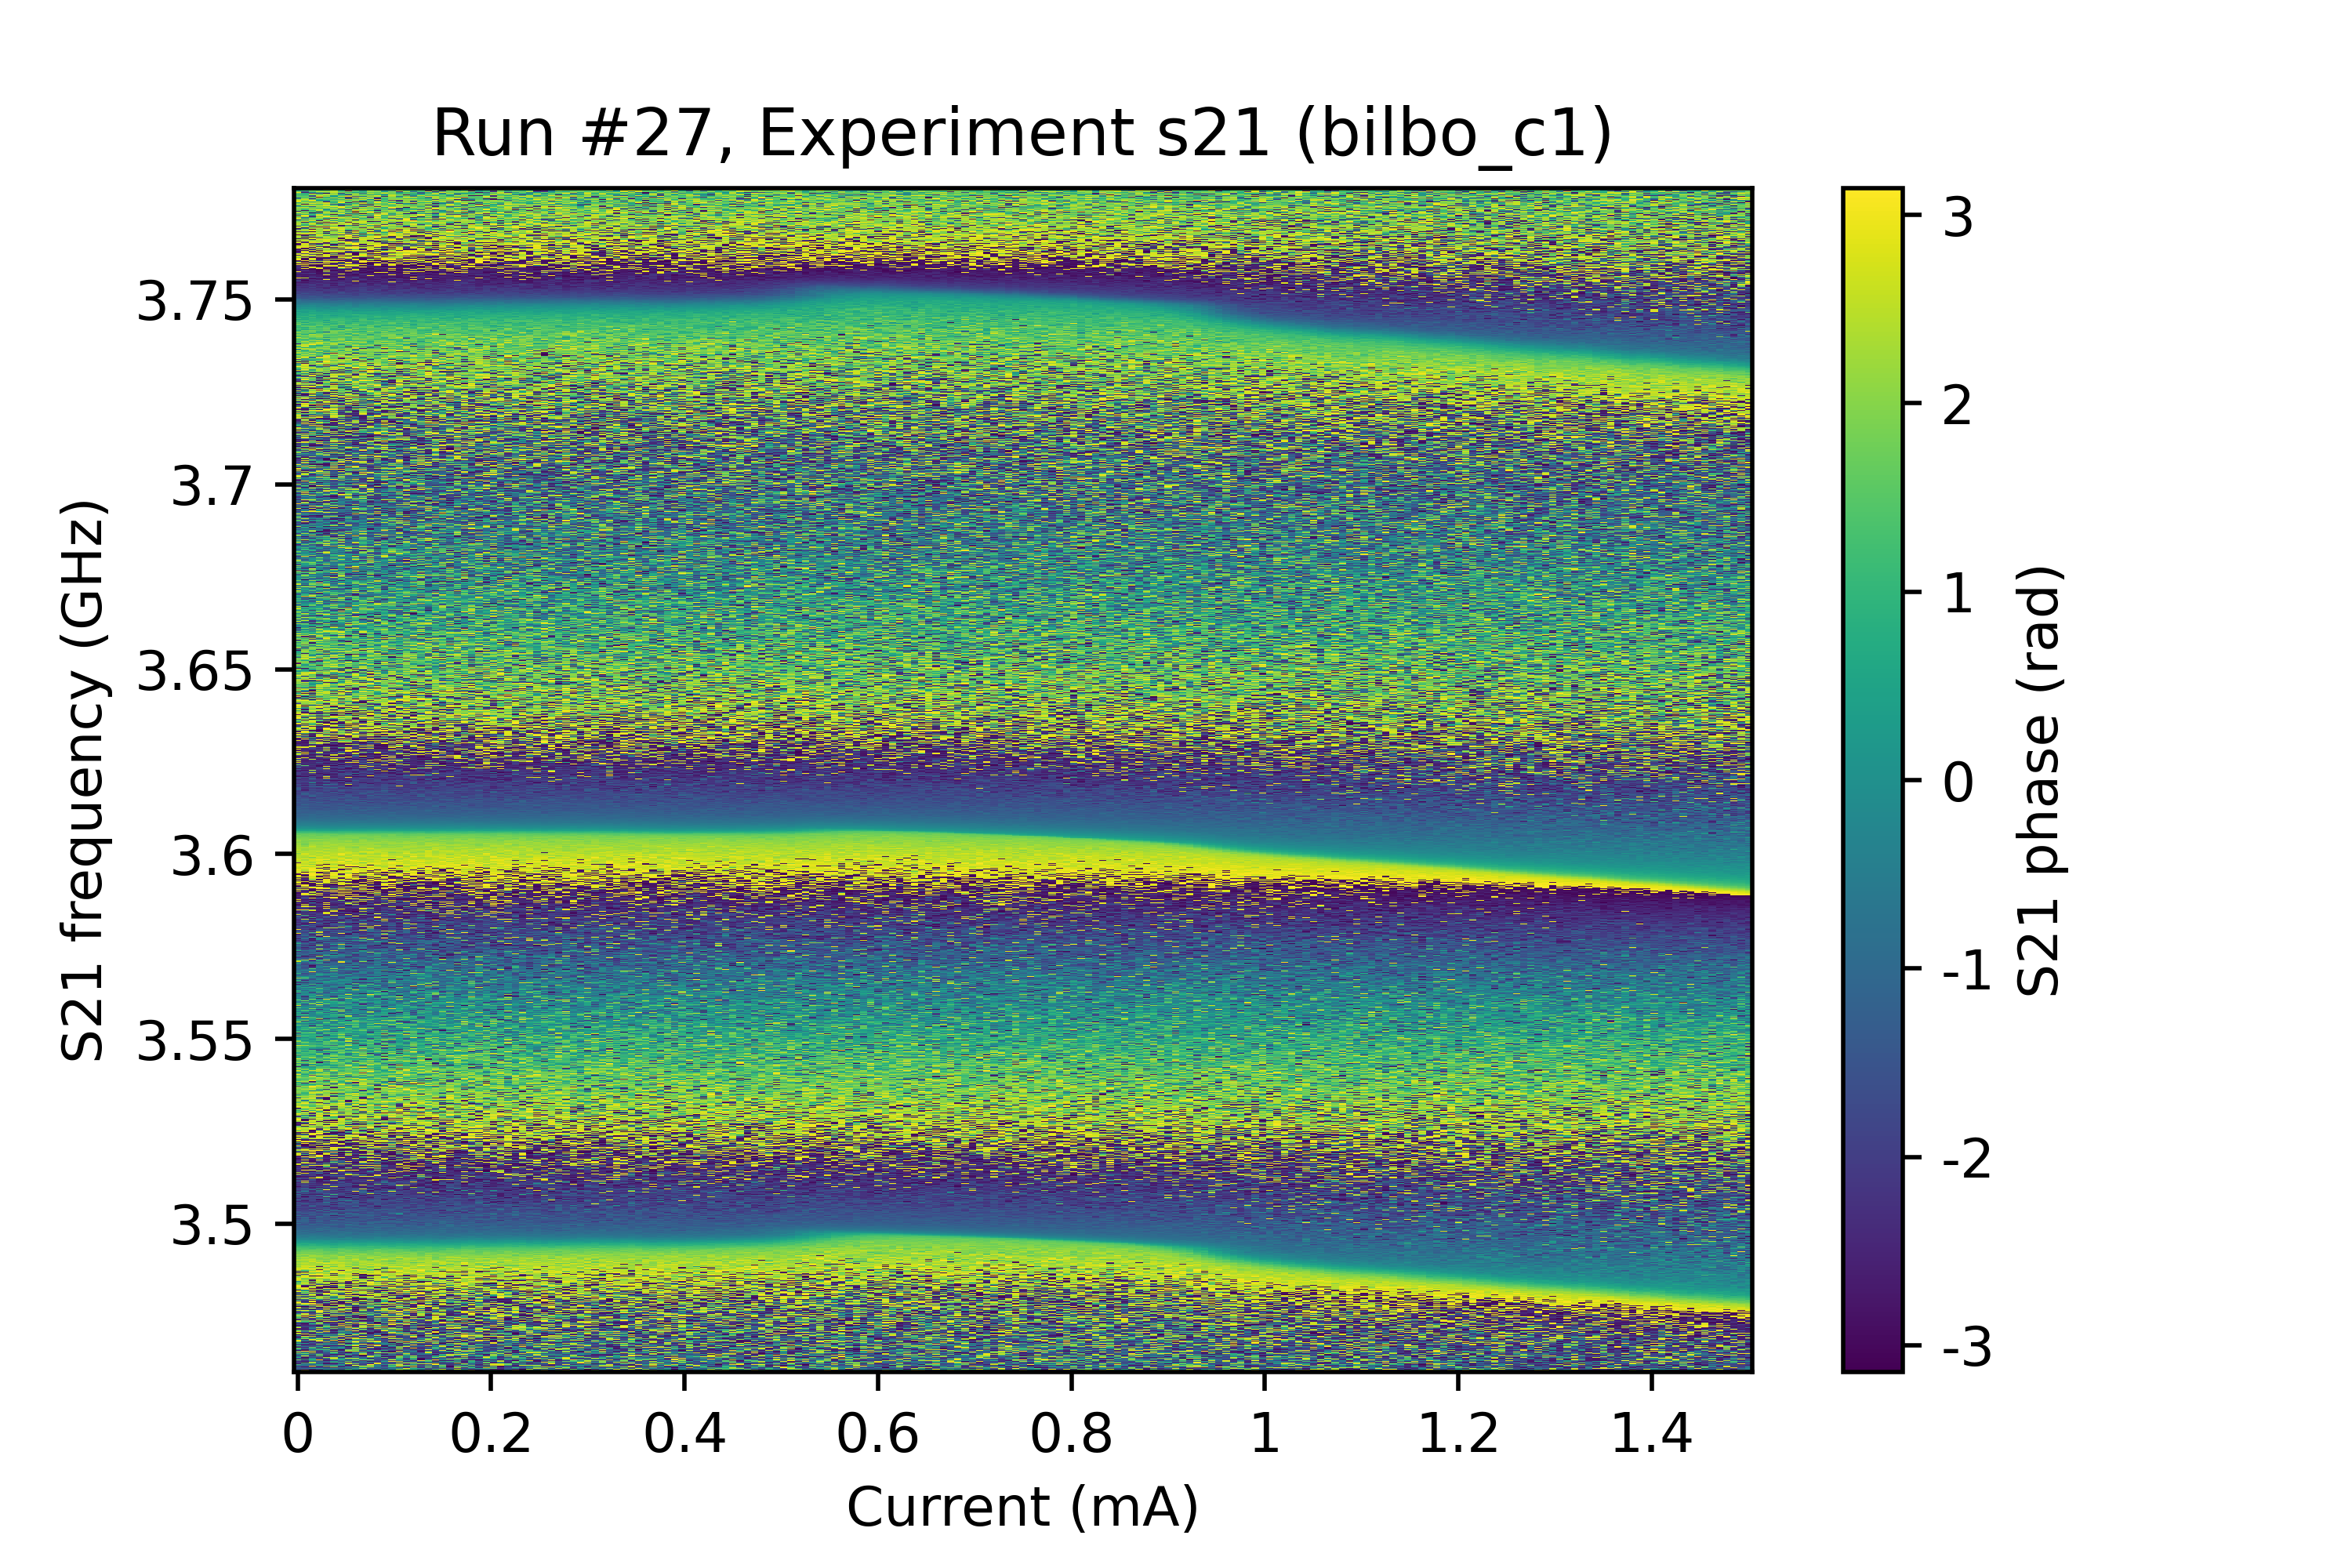 Run #27, Experiment s21 (bilbo_c1)
S21 frequency (GHz)
3.75
3.7
3.65
3.6
3.55
3.5
0 0.2 0.4 0.6 0.8 1 1.2 1.4
Current (mA)
3
2
1
0
-1
-2
-3
S21 phase (rad)